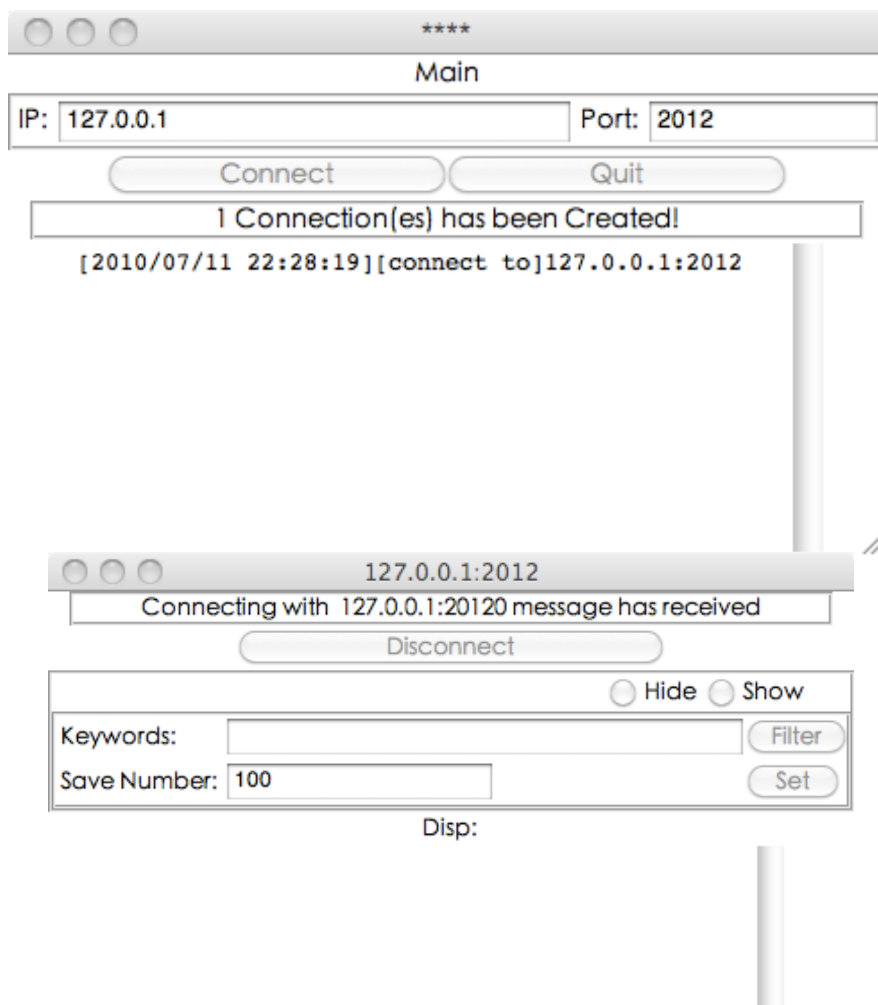 ****
Main
IP: 127.0.0.1 Port: 2012
Connect Quit
1 Connection(es) has been Created!
[2010/07/11 22:28:19][connect to]127.0.0.1:2012
127.0.0.1:2012
Connecting with 127.0.0.1:20120 message has received
Disconnect
Hide Show
Keywords: Filter
Save Number: 100 Set
Disp: